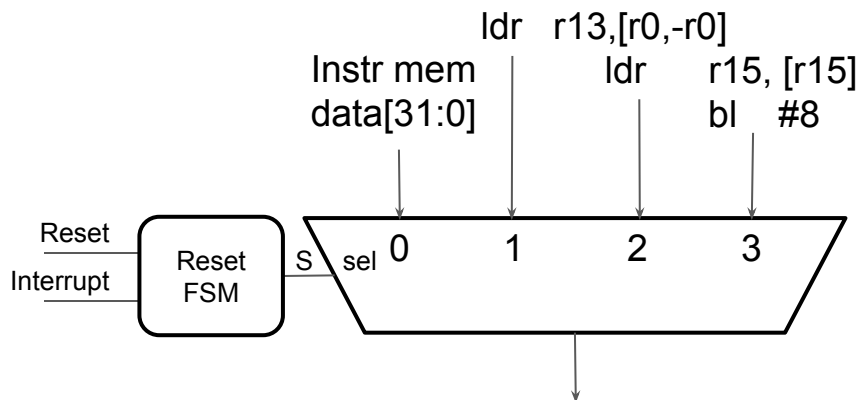 ldr r13,[r0,-r0]
Instr mem
data[31:0]
ldr r15, [r15]
bl #8
Reset
Interrupt
Reset
FSM
S
sel
0
1
2
3